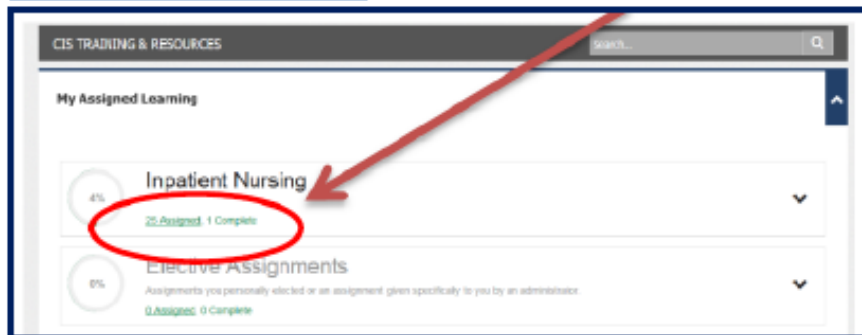 CIS TRAINING & RESOURCES
Search...
My Assigned Learning
4%
Inpatient Nursing
25 Assigned, 1 Complete
0%
Elective Assignments
Assignments you personally elected or an assignment given specifically to you by an administrator.
0 Assigned, 0 Complete